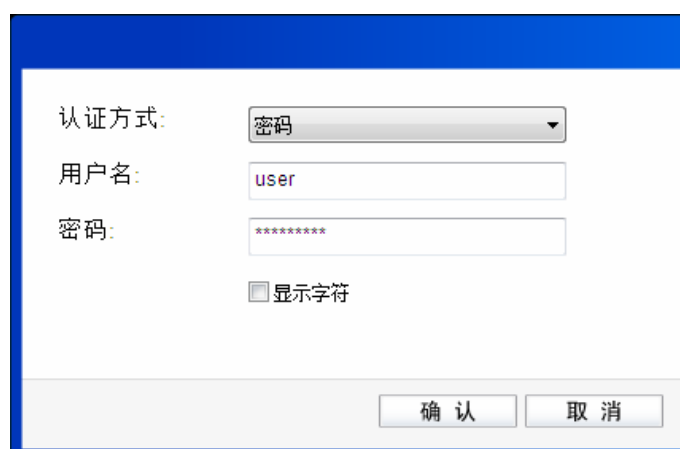 认证方式: 密码
用户名: user
密码: *********
显示字符
确 认 取 消